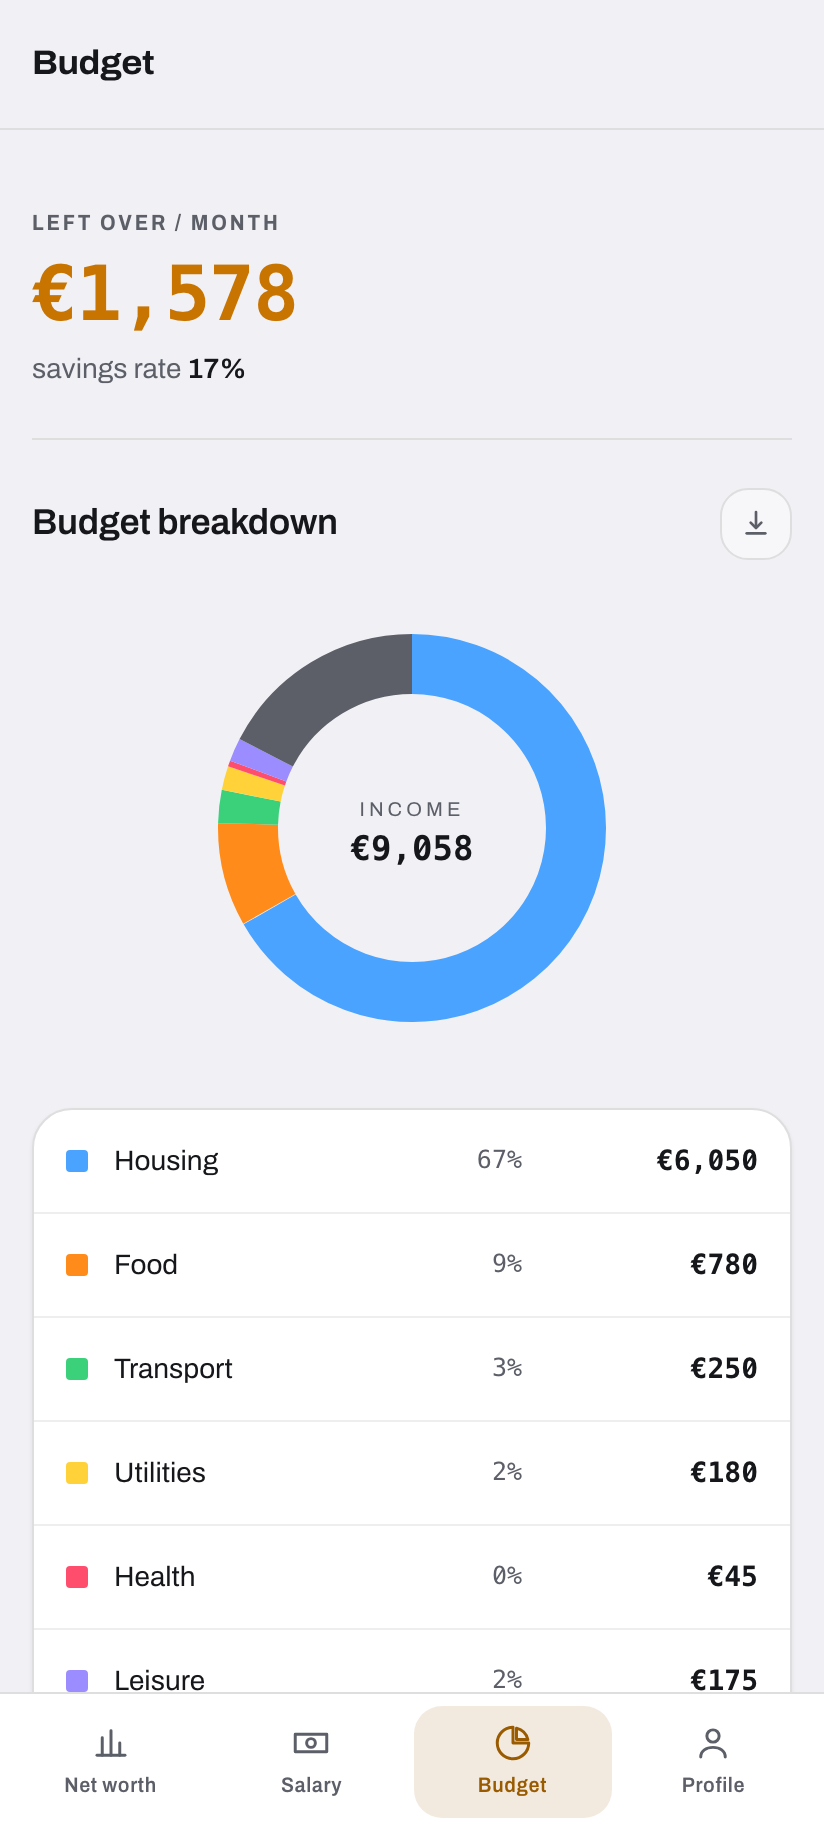 Budget
LEFT OVER / MONTH
€1,578
savings rate 17%
Budget breakdown
INCOME
€9,058
Housing 67% €6,050
Food 9% €780
Transport 3% €250
Utilities 2% €180
Health 0% €45
Leisure 2% €175
Net worth Salary Budget Profile